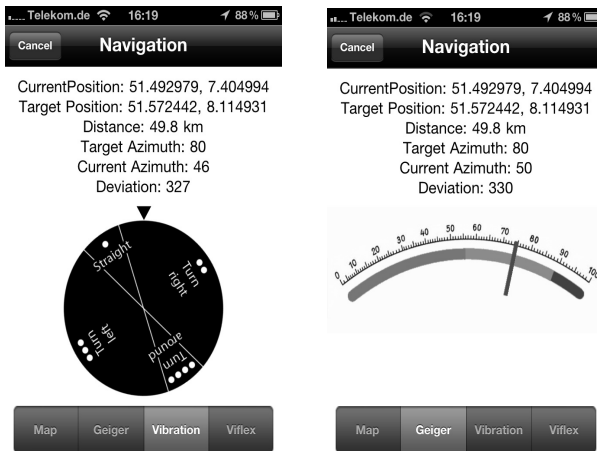 Telekom.de 16:19 88%
Cancel Navigation
CurrentPosition: 51.492979, 7.404994
Target Position: 51.572442, 8.114931
Distance: 49.8 km
Target Azimuth: 80
Current Azimuth: 46
Deviation: 327
Straight
Turn
right
Turn
left
Turn
around
Map Geiger Vibration Viflex
Telekom.de 16:19 88%
Cancel Navigation
CurrentPosition: 51.492979, 7.404994
Target Position: 51.572442, 8.114931
Distance: 49.8 km
Target Azimuth: 80
Current Azimuth: 50
Deviation: 330
0 10 20 30 40 50 60 70 80 90 100
Map Geiger Vibration Viflex